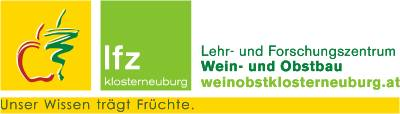 lfz
klosterneuburg
Lehr- und Forschungszentrum
Wein- und Obstbau
weinobstklosterneuburg.at
Unser Wissen trägt Früchte.